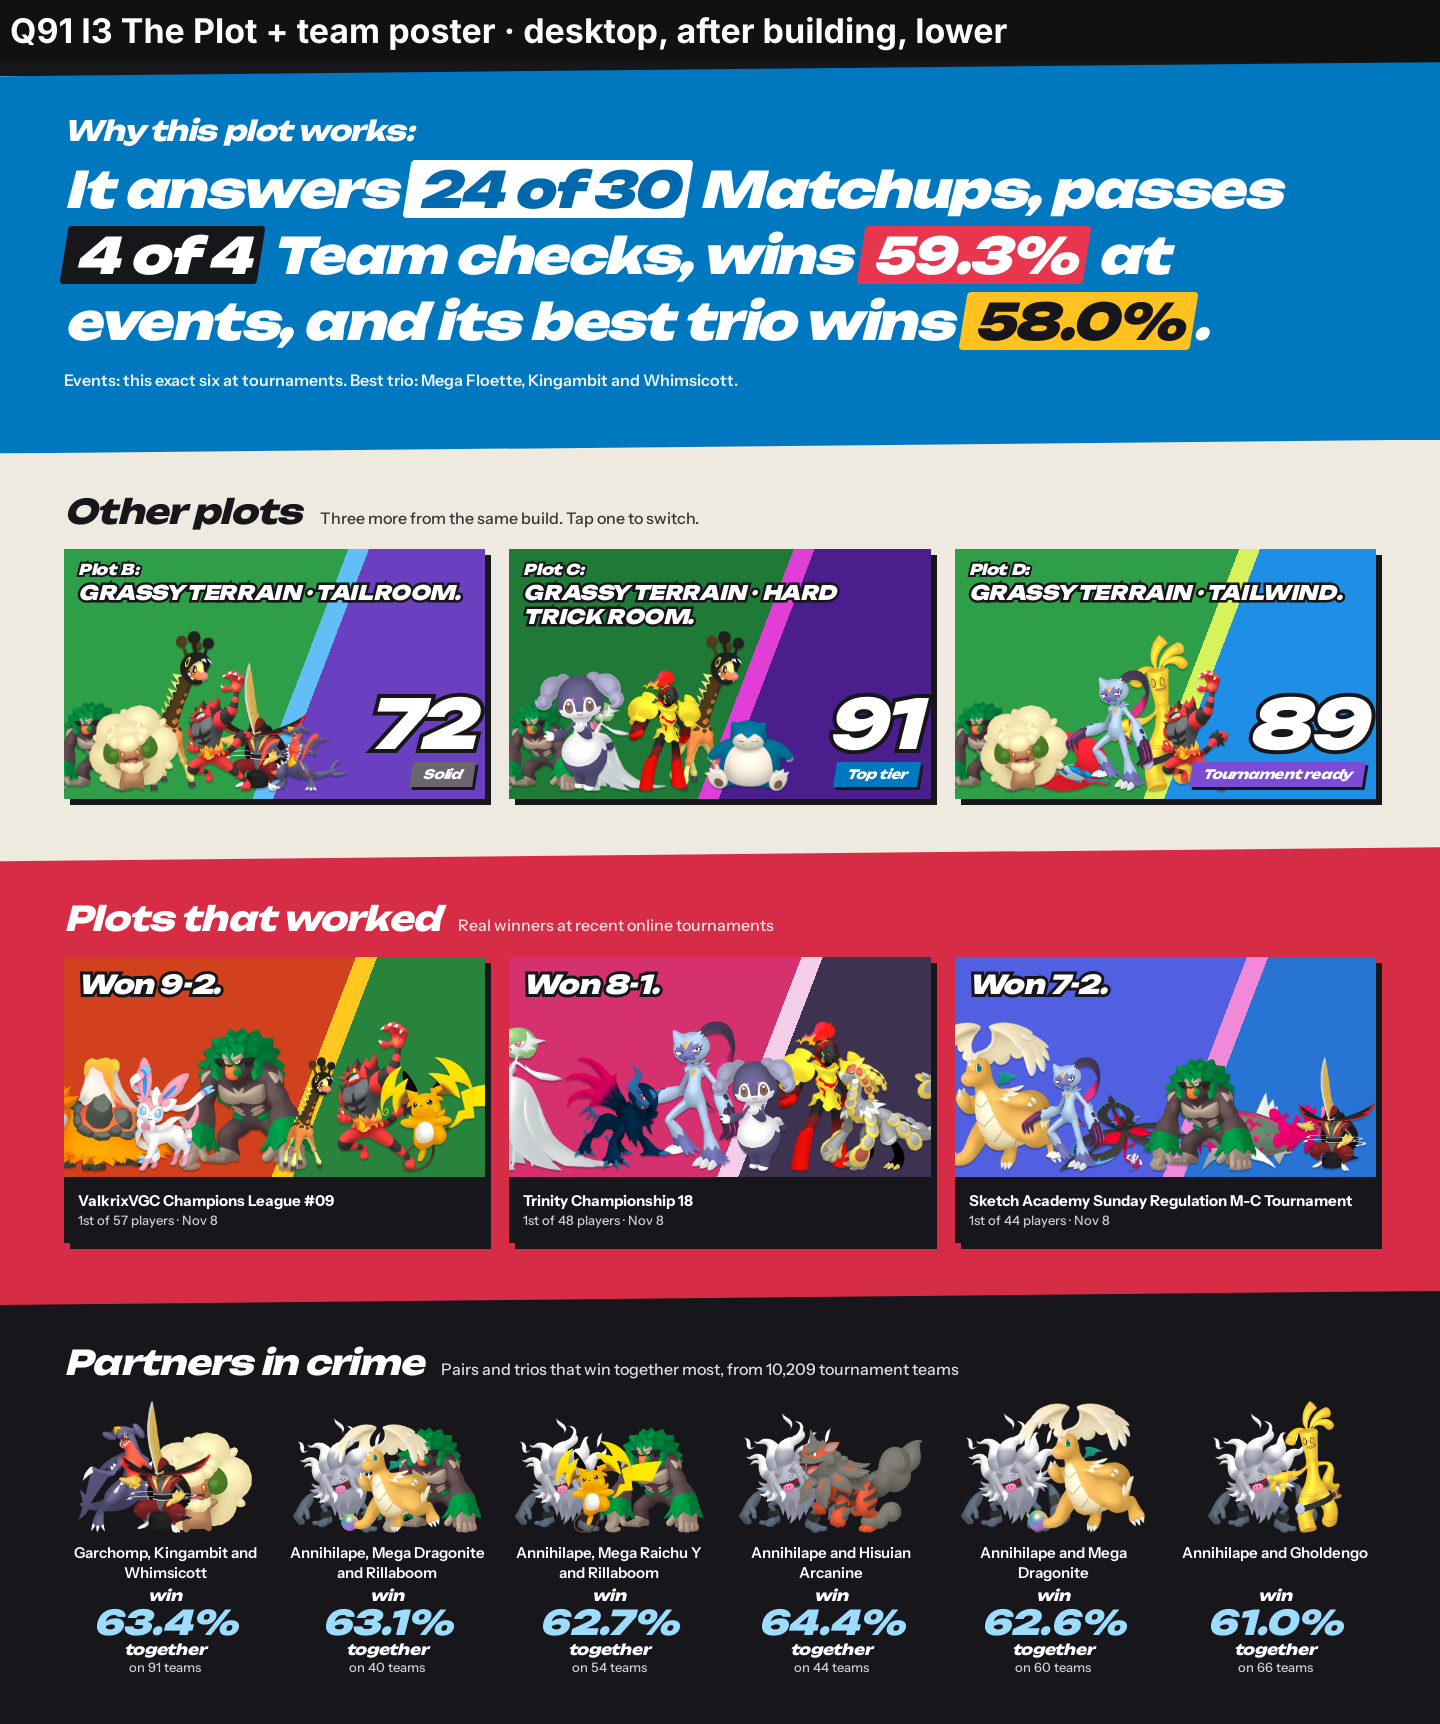 Q91 I3 The Plot + team poster · desktop, after building, lower
Why this plot works:
It answers 24 of 30 Matchups, passes
4 of 4 Team checks, wins 59.3% at
events, and its best trio wins 58.0%.
Events: this exact six at tournaments. Best trio: Mega Floette, Kingambit and Whimsicott.
Other plots Three more from the same build. Tap one to switch.
Plot B:
GRASSY TERRAIN · TAILROOM.
72
Solid
Plot C:
GRASSY TERRAIN · HARD
TRICK ROOM.
91
Top tier
Plot D:
GRASSY TERRAIN · TAILWIND.
89
Tournament ready
Plots that worked Real winners at recent online tournaments
Won 9-2.
ValkrixVGC Champions League #09
1st of 57 players · Nov 8
Won 8-1.
Trinity Championship 18
1st of 48 players · Nov 8
Won 7-2.
Sketch Academy Sunday Regulation M-C Tournament
1st of 44 players · Nov 8
Partners in crime Pairs and trios that win together most, from 10,209 tournament teams
Garchomp, Kingambit and
Whimsicott
win
63.4%
together
on 91 teams
Annihilape, Mega Dragonite
and Rillaboom
win
63.1%
together
on 40 teams
Annihilape, Mega Raichu Y
and Rillaboom
win
62.7%
together
on 54 teams
Annihilape and Hisuian
Arcanine
win
64.4%
together
on 44 teams
Annihilape and Mega
Dragonite
win
62.6%
together
on 60 teams
Annihilape and Gholdengo
win
61.0%
together
on 66 teams